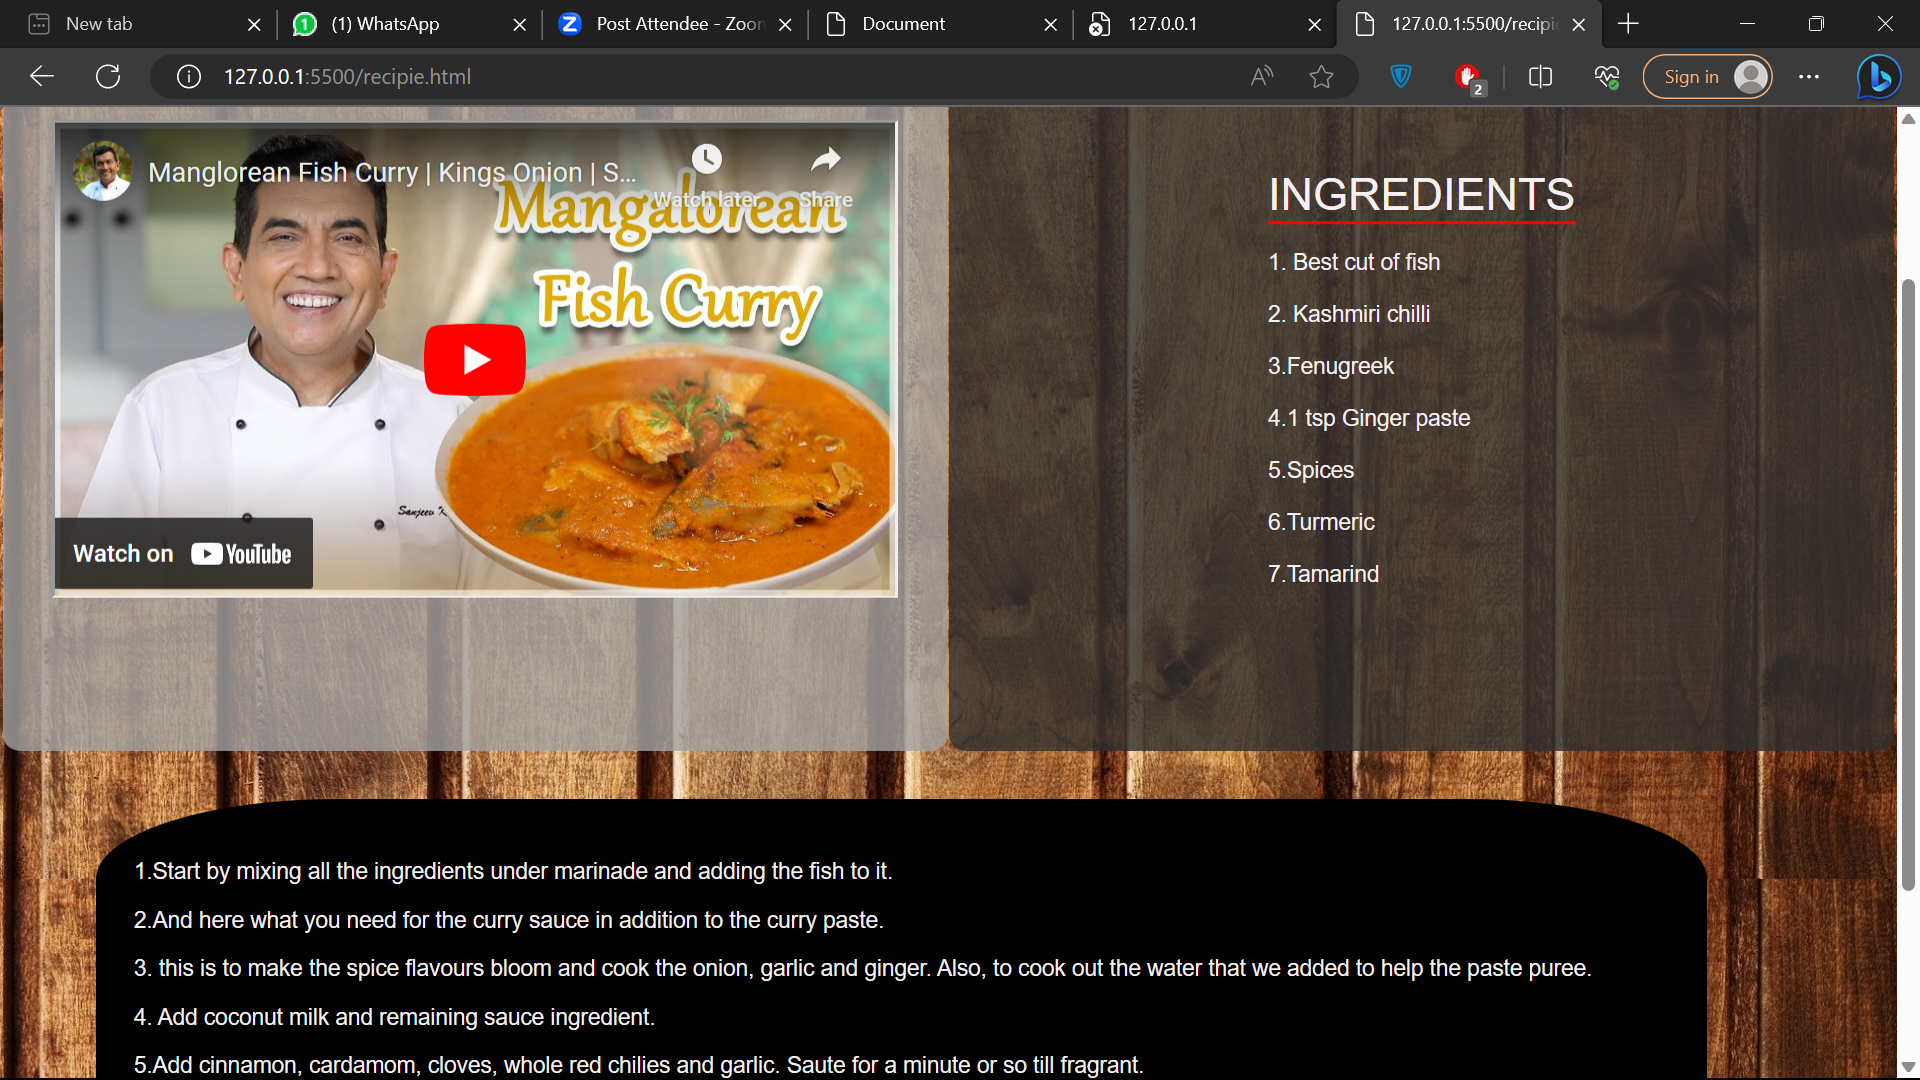 New tab
1
(1) WhatsApp
Z
Post Attendee - Zoon
Document
127.0.0.1
127.0.0.1:5500/recipi
127.0.0.1:5500/recipie.html
2
Sign in
Manglorean Fish Curry | Kings Onion | S...
Watch later
Share
Mangalorean
Fish Curry
Sanjeev K
Watch on YouTube
INGREDIENTS
1. Best cut of fish
2. Kashmiri chilli
3.Fenugreek
4.1 tsp Ginger paste
5.Spices
6.Turmeric
7.Tamarind
1.Start by mixing all the ingredients under marinade and adding the fish to it.
2.And here what you need for the curry sauce in addition to the curry paste.
3. this is to make the spice flavours bloom and cook the onion, garlic and ginger. Also, to cook out the water that we added to help the paste puree.
4. Add coconut milk and remaining sauce ingredient.
5.Add cinnamon, cardamom, cloves, whole red chilies and garlic. Saute for a minute or so till fragrant.